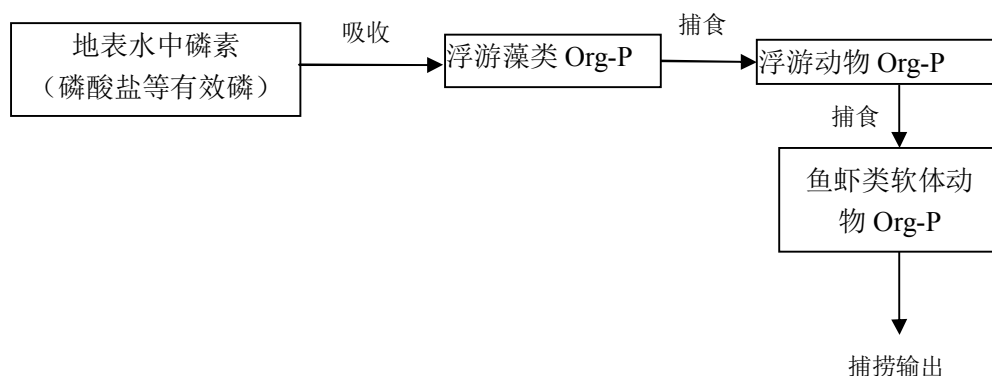 地表水中磷素
（磷酸盐等有效磷）
吸收
浮游藻类 Org-P
捕食
浮游动物 Org-P
捕食
鱼虾类软体动
物 Org-P
捕捞输出